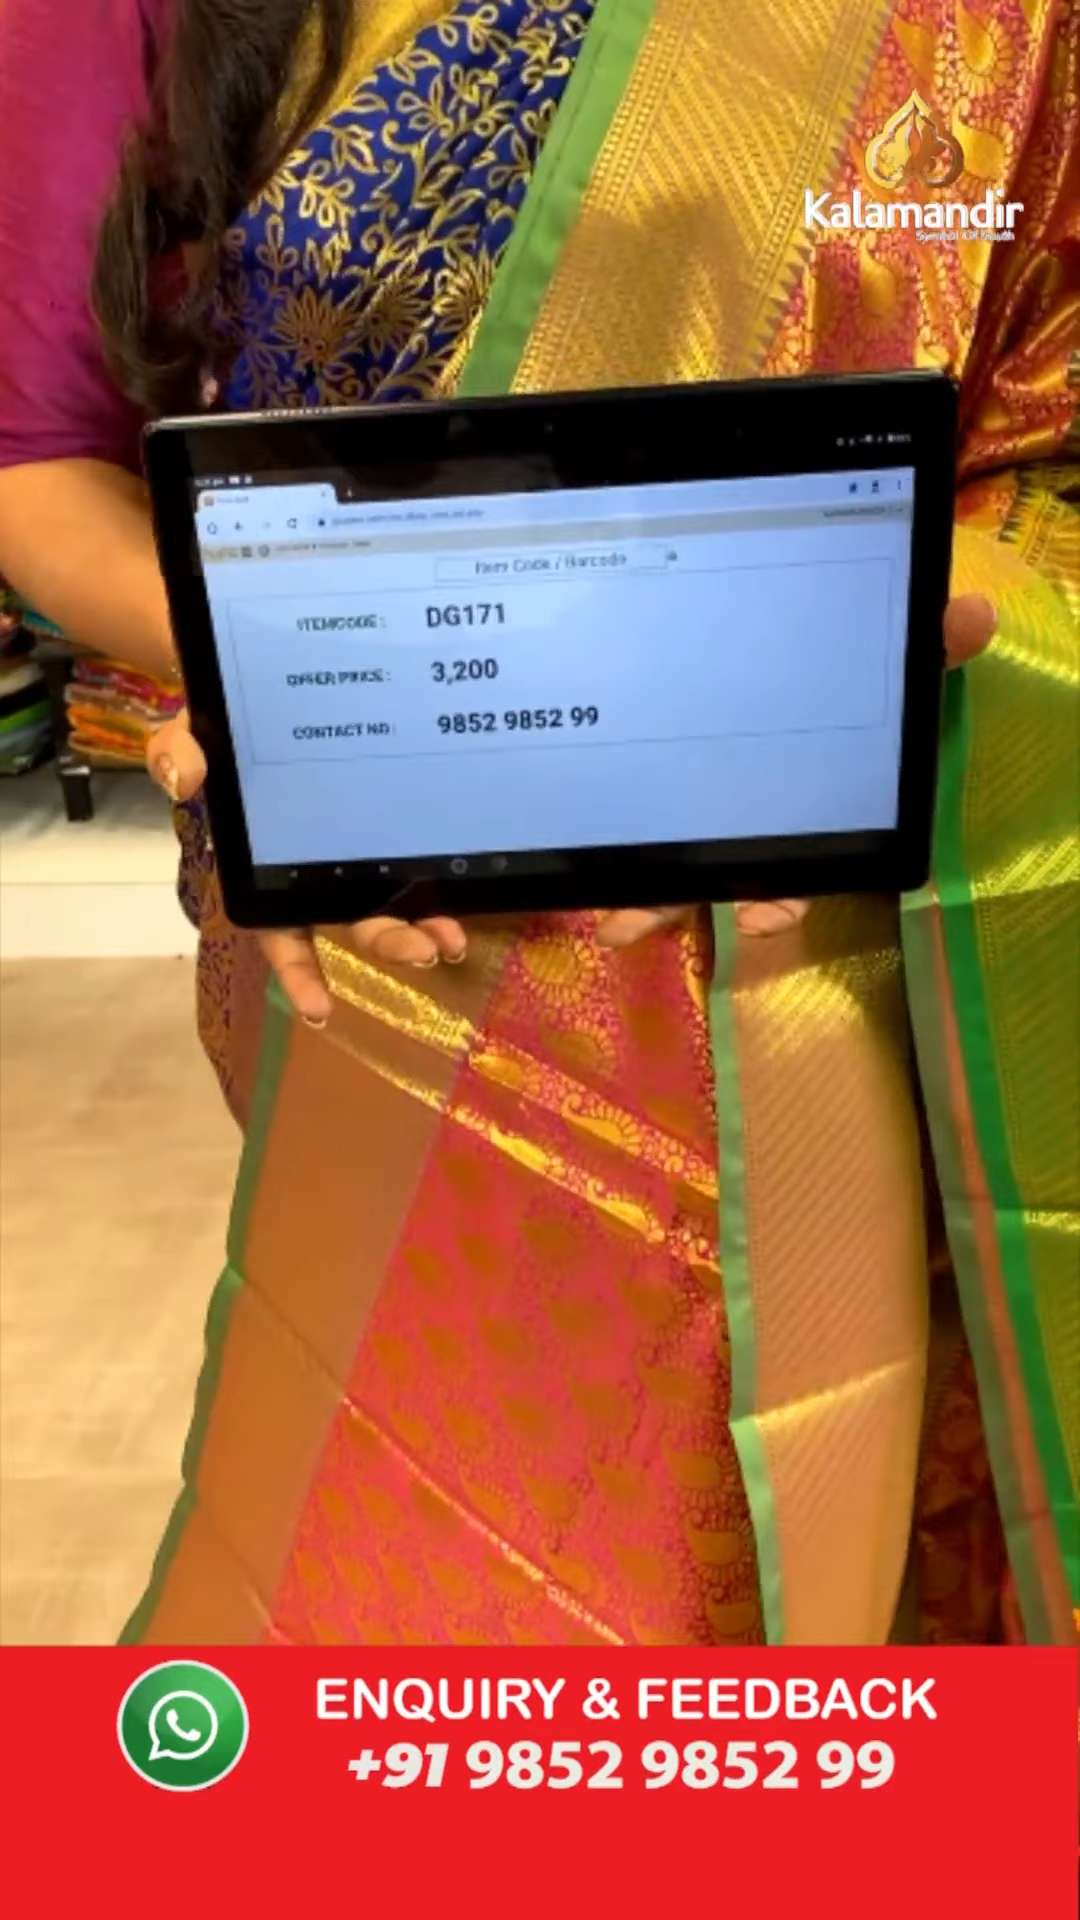 Kalamandir
Item Code / Barcode
ITEMCODE : DG171
OFFER PRICE : 3,200
CONTACT NO : 9852 9852 99
ENQUIRY & FEEDBACK
+91 9852 9852 99